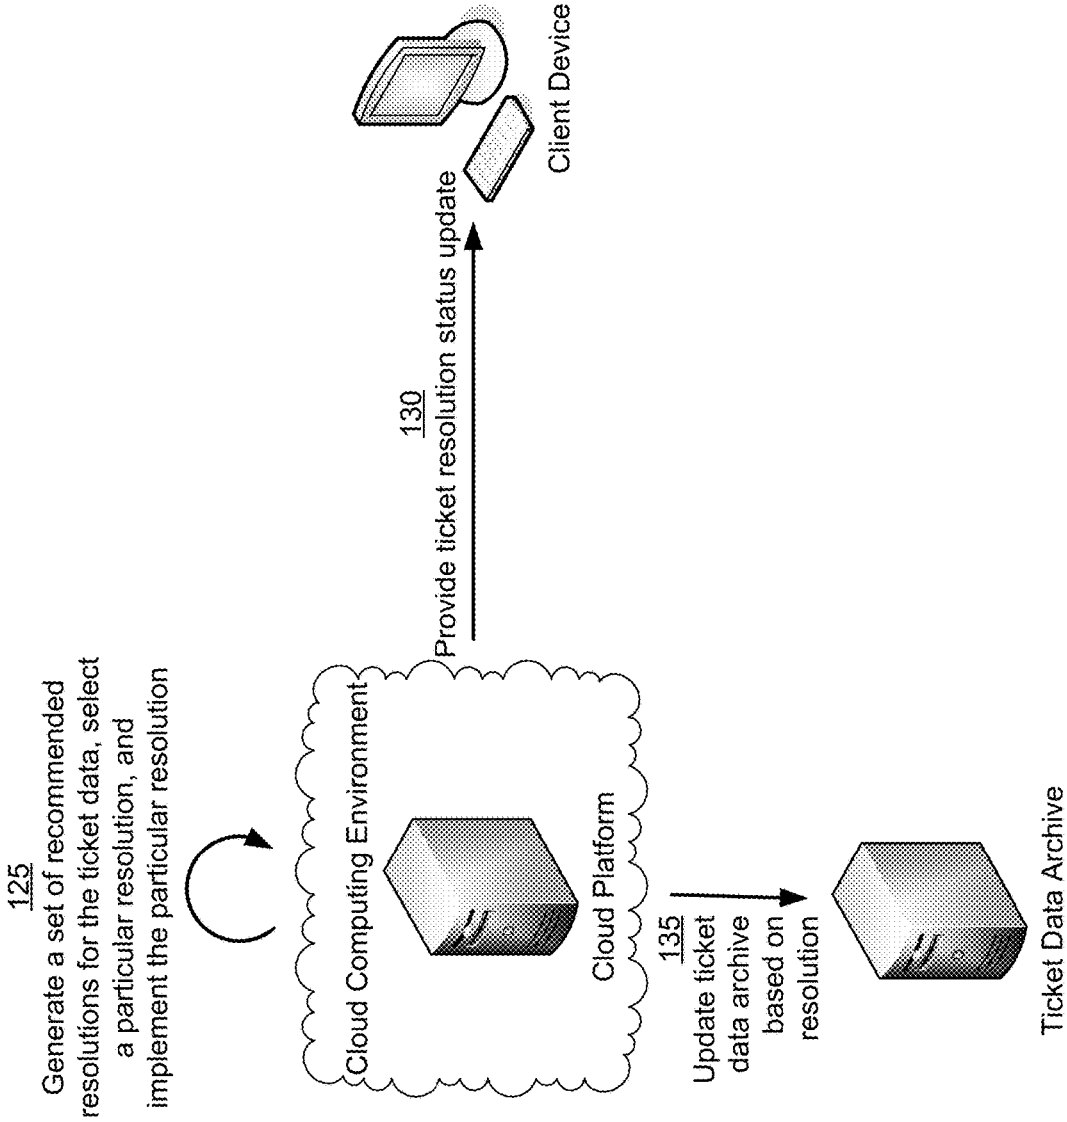 125
Generate a set of recommended
resolutions for the ticket data, select
a particular resolution, and
implement the particular resolution
Cloud Computing Environment
Cloud Platform
130
Provide ticket resolution status update
Client Device
135
Update ticket
data archive
based on
resolution
Ticket Data Archive